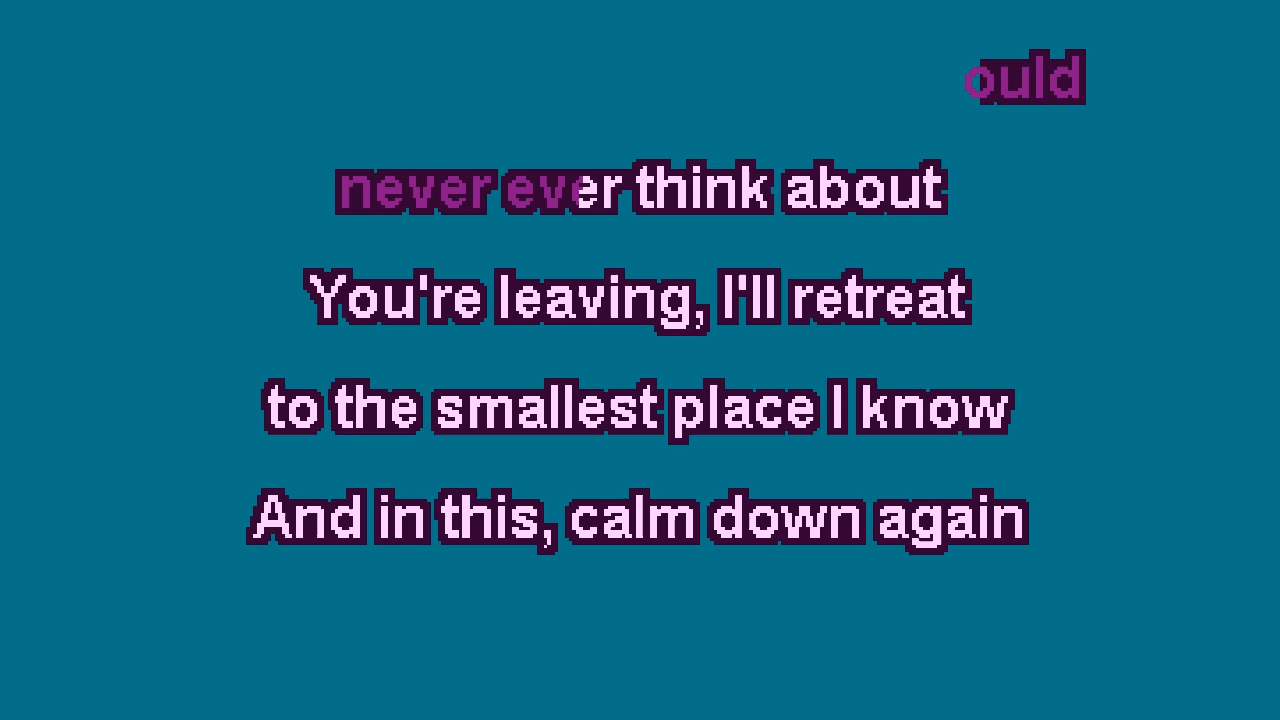 ould
never ever think about
You're leaving, I'll retreat
to the smallest place I know
And in this, calm down again